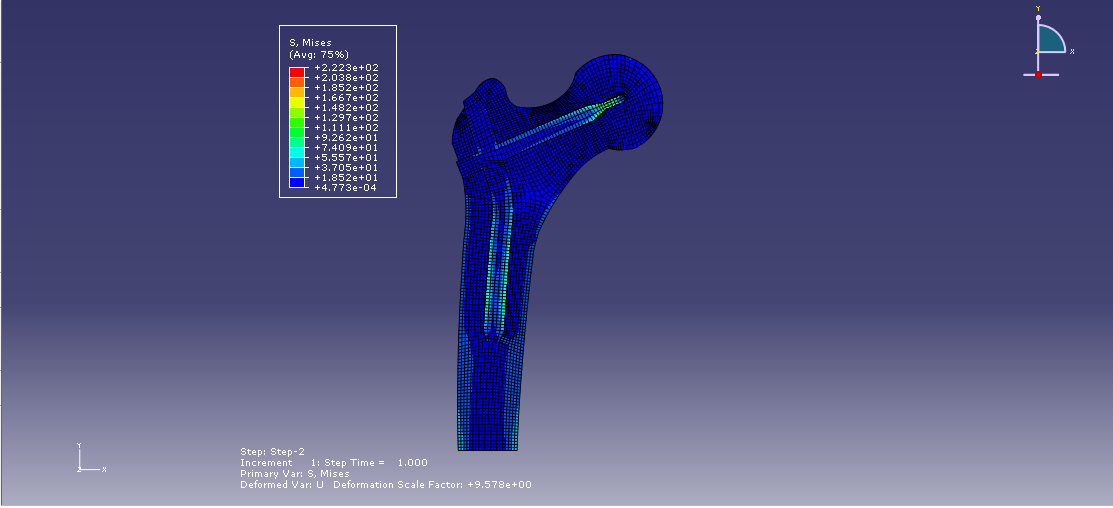 S, Mises
(Avg: 75%)
+2.223e+02
+2.038e+02
+1.852e+02
+1.667e+02
+1.482e+02
+1.297e+02
+1.111e+02
+9.262e+01
+7.409e+01
+5.557e+01
+3.705e+01
+1.852e+01
+4.773e-04
Y
Z X
Y
Z X
Step: Step-2
Increment 1: Step Time = 1.000
Primary Var: S, Mises
Deformed Var: U Deformation Scale Factor: +9.578e+00